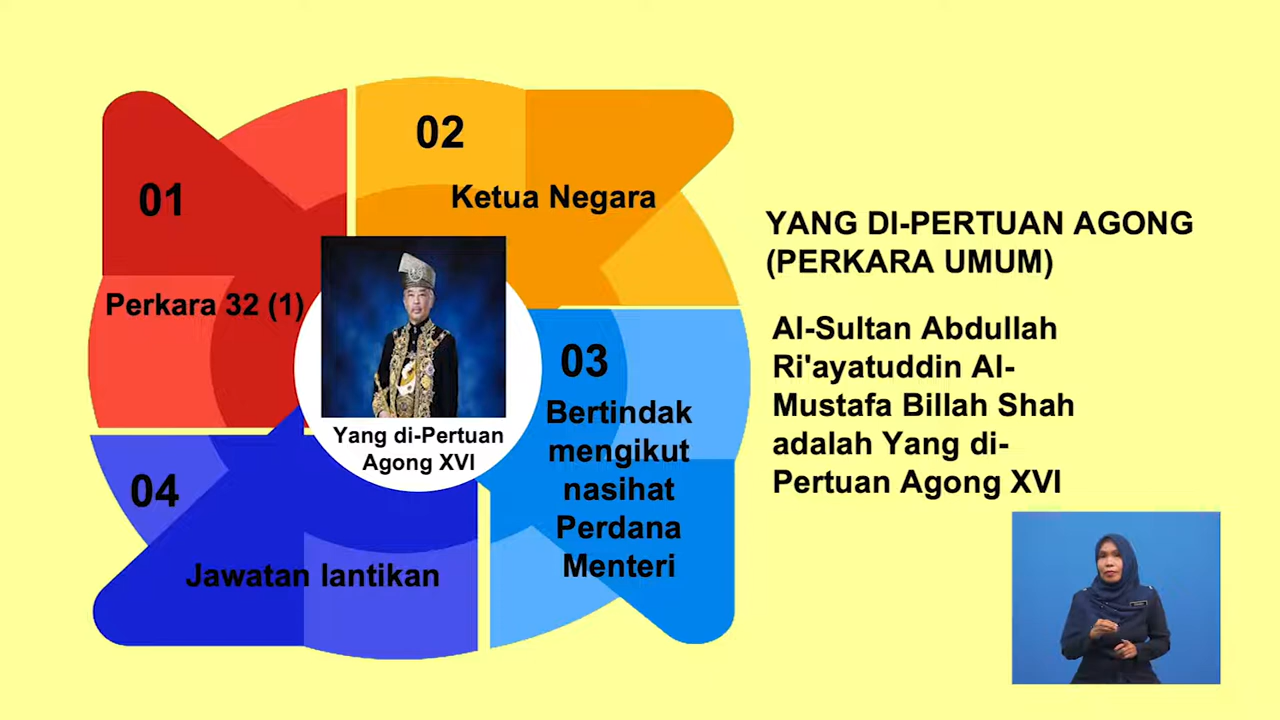 01
Perkara 32 (1)
02
Ketua Negara
03
Bertindak
mengikut
nasihat
Perdana
Menteri
04
Jawatan lantikan
Yang di-Pertuan
Agong XVI
YANG DI-PERTUAN AGONG
(PERKARA UMUM)
Al-Sultan Abdullah
Ri'ayatuddin Al-
Mustafa Billah Shah
adalah Yang di-
Pertuan Agong XVI